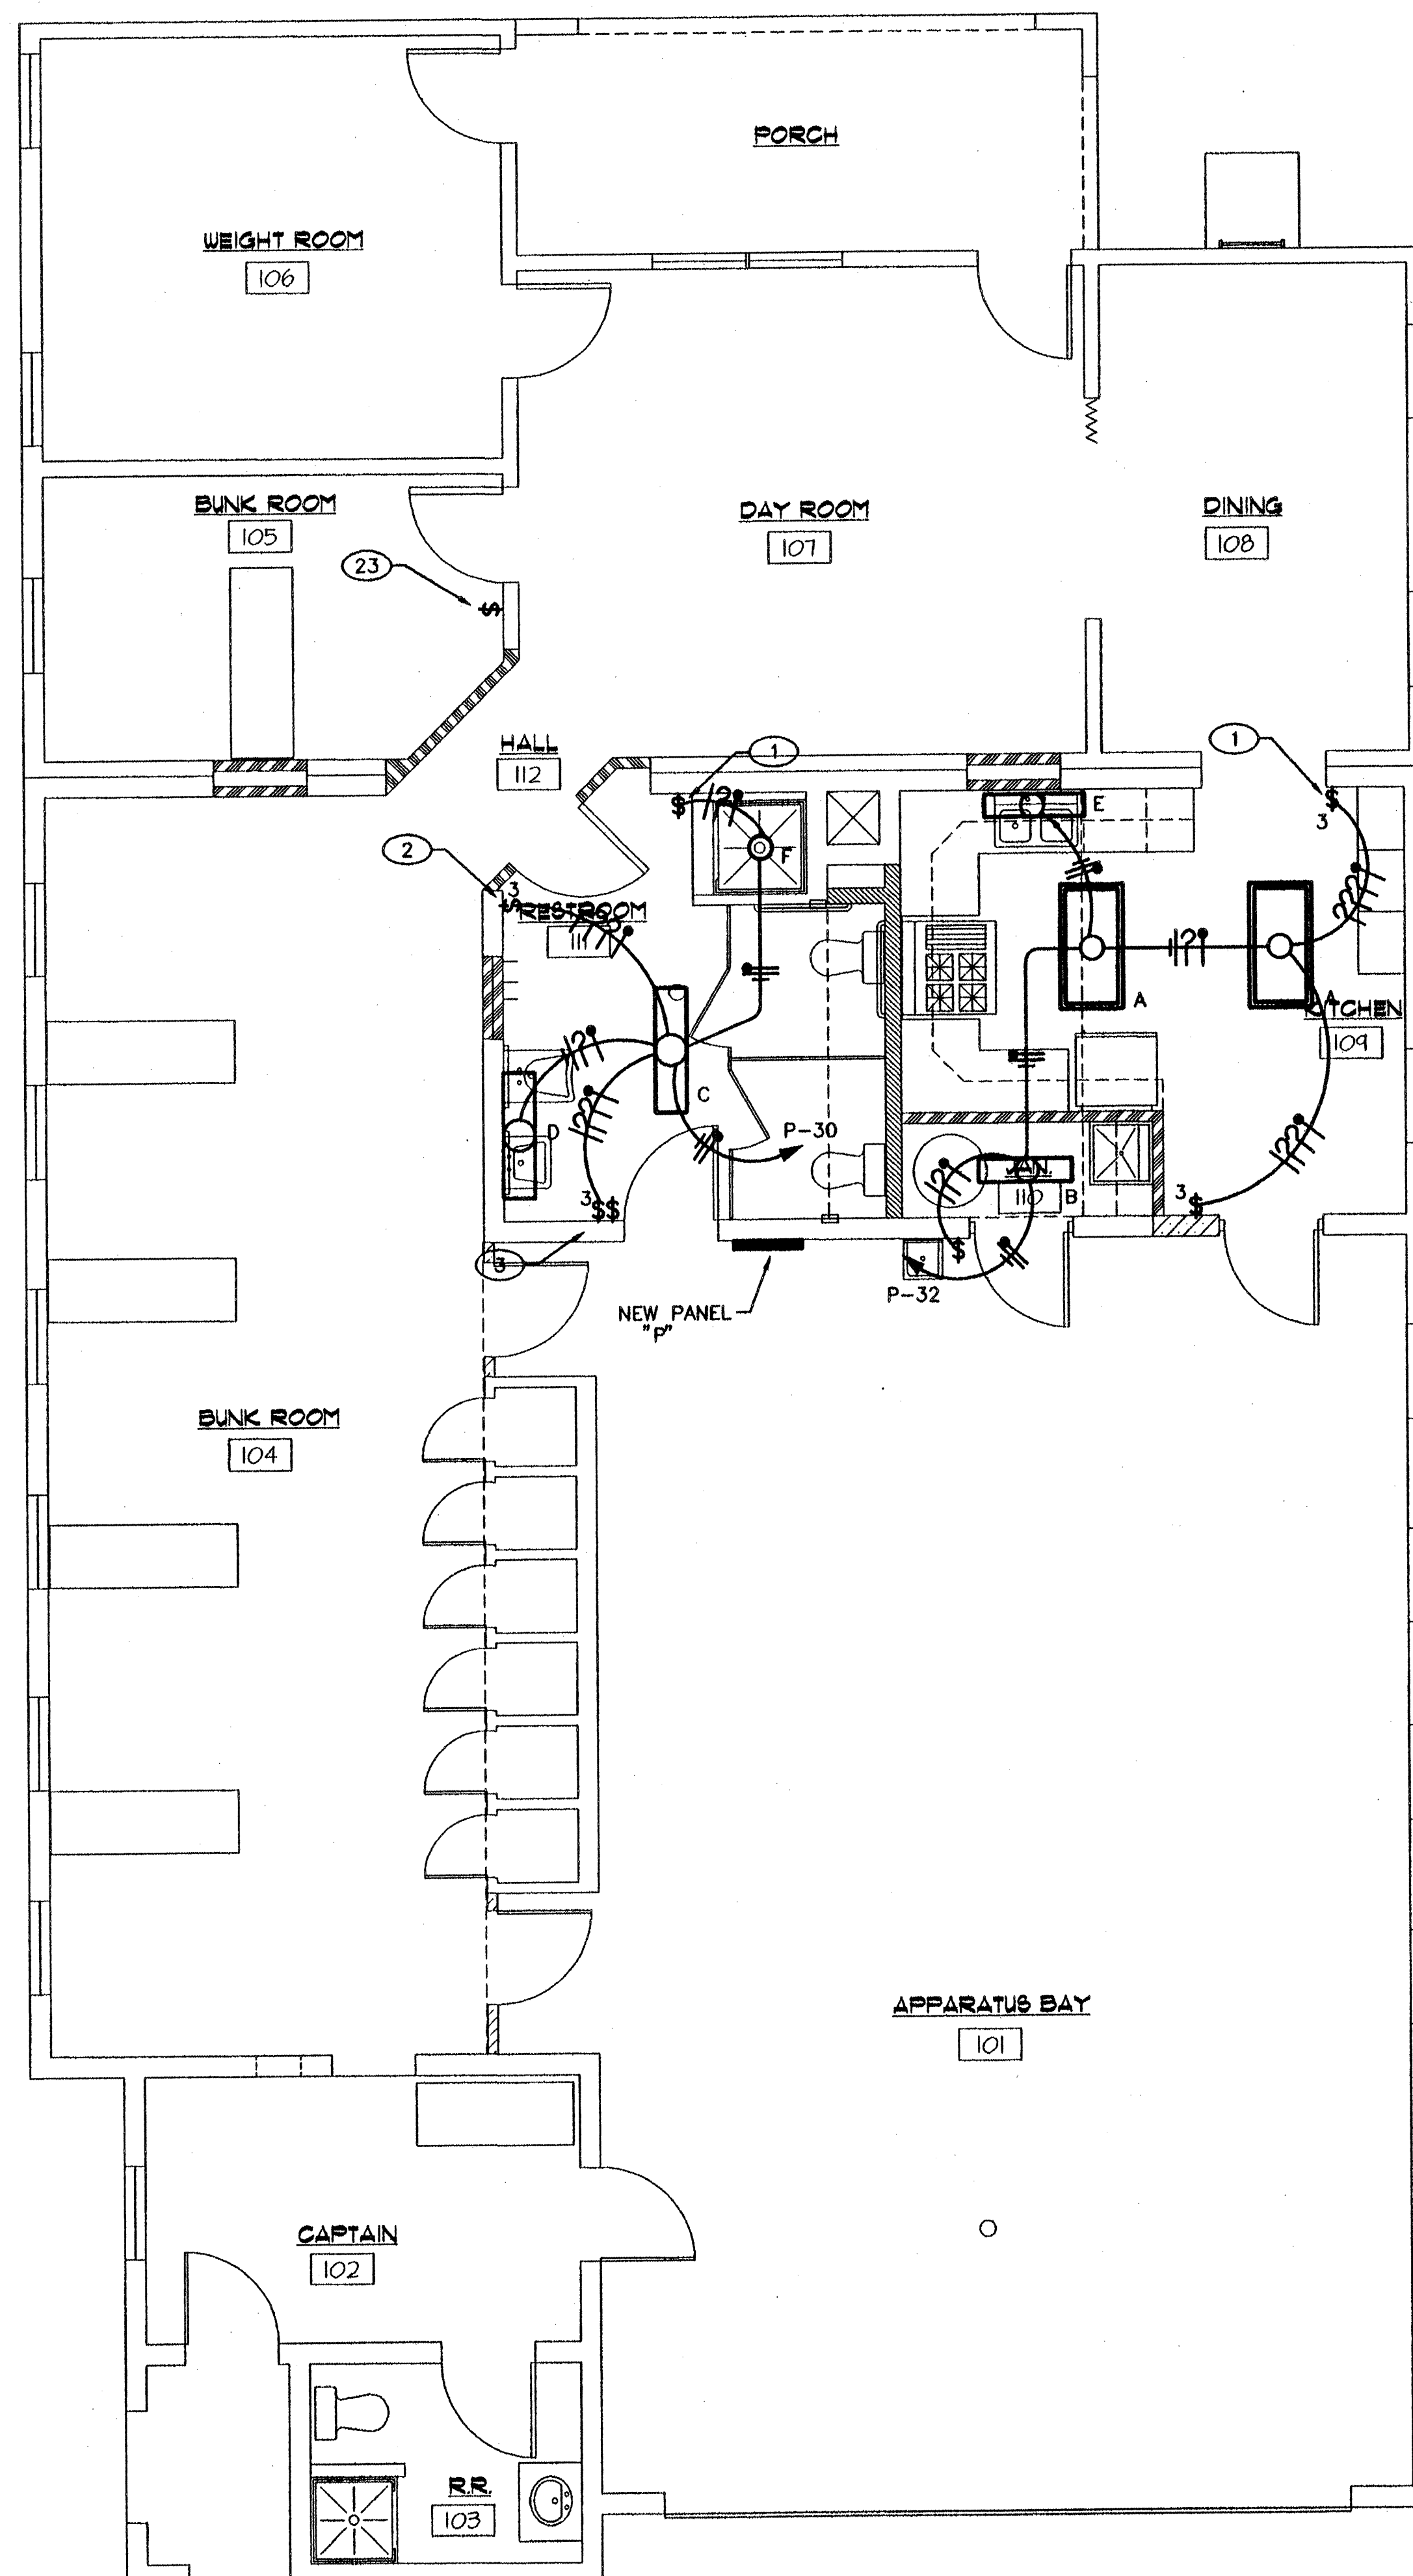 PORCH
WEIGHT ROOM
106
BUNK ROOM
105
DAY ROOM
107
DINING
108
23
HALL
112
1
1
$
F
E
$
3
2
3
$
RESTROOM
111
A
A
KITCHEN
109
C
D
P-30
JAN.
110
B
3
$$
3
$
3
$
P-32
NEW PANEL
"P"
BUNK ROOM
104
APPARATUS BAY
101
CAPTAIN
102
R.R.
103